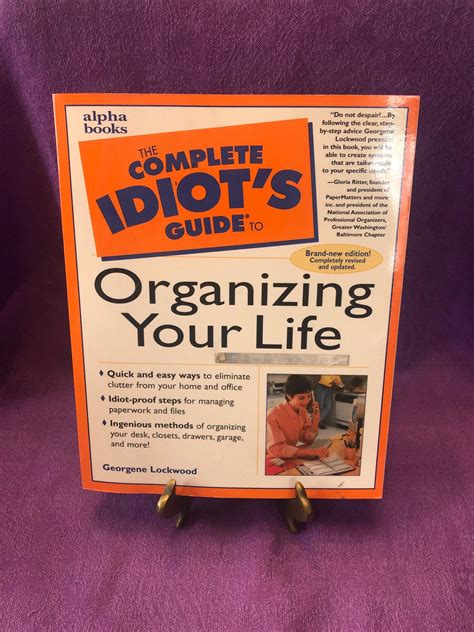 alpha
books
THE
COMPLETE
IDIOT'S
GUIDE® TO
"Do not despair!...By
following the clear, step-
by-step advice Georgene
Lockwood presents
in this book, you will be
able to create systems
that are tailor-made
to your specific needs."
—Gloria Ritter, founder
and president of
PaperMatters and more
inc. and president of the
National Association of
Professional Organizers,
Greater Washington/
Baltimore Chapter
Brand-new edition!
Completely revised
and updated.
Organizing
Your Life
♦ Quick and easy ways to eliminate
clutter from your home and office
♦ Idiot-proof steps for managing
paperwork and files
♦ Ingenious methods of organizing
your desk, closets, drawers, garage,
and more!
Georgene Lockwood